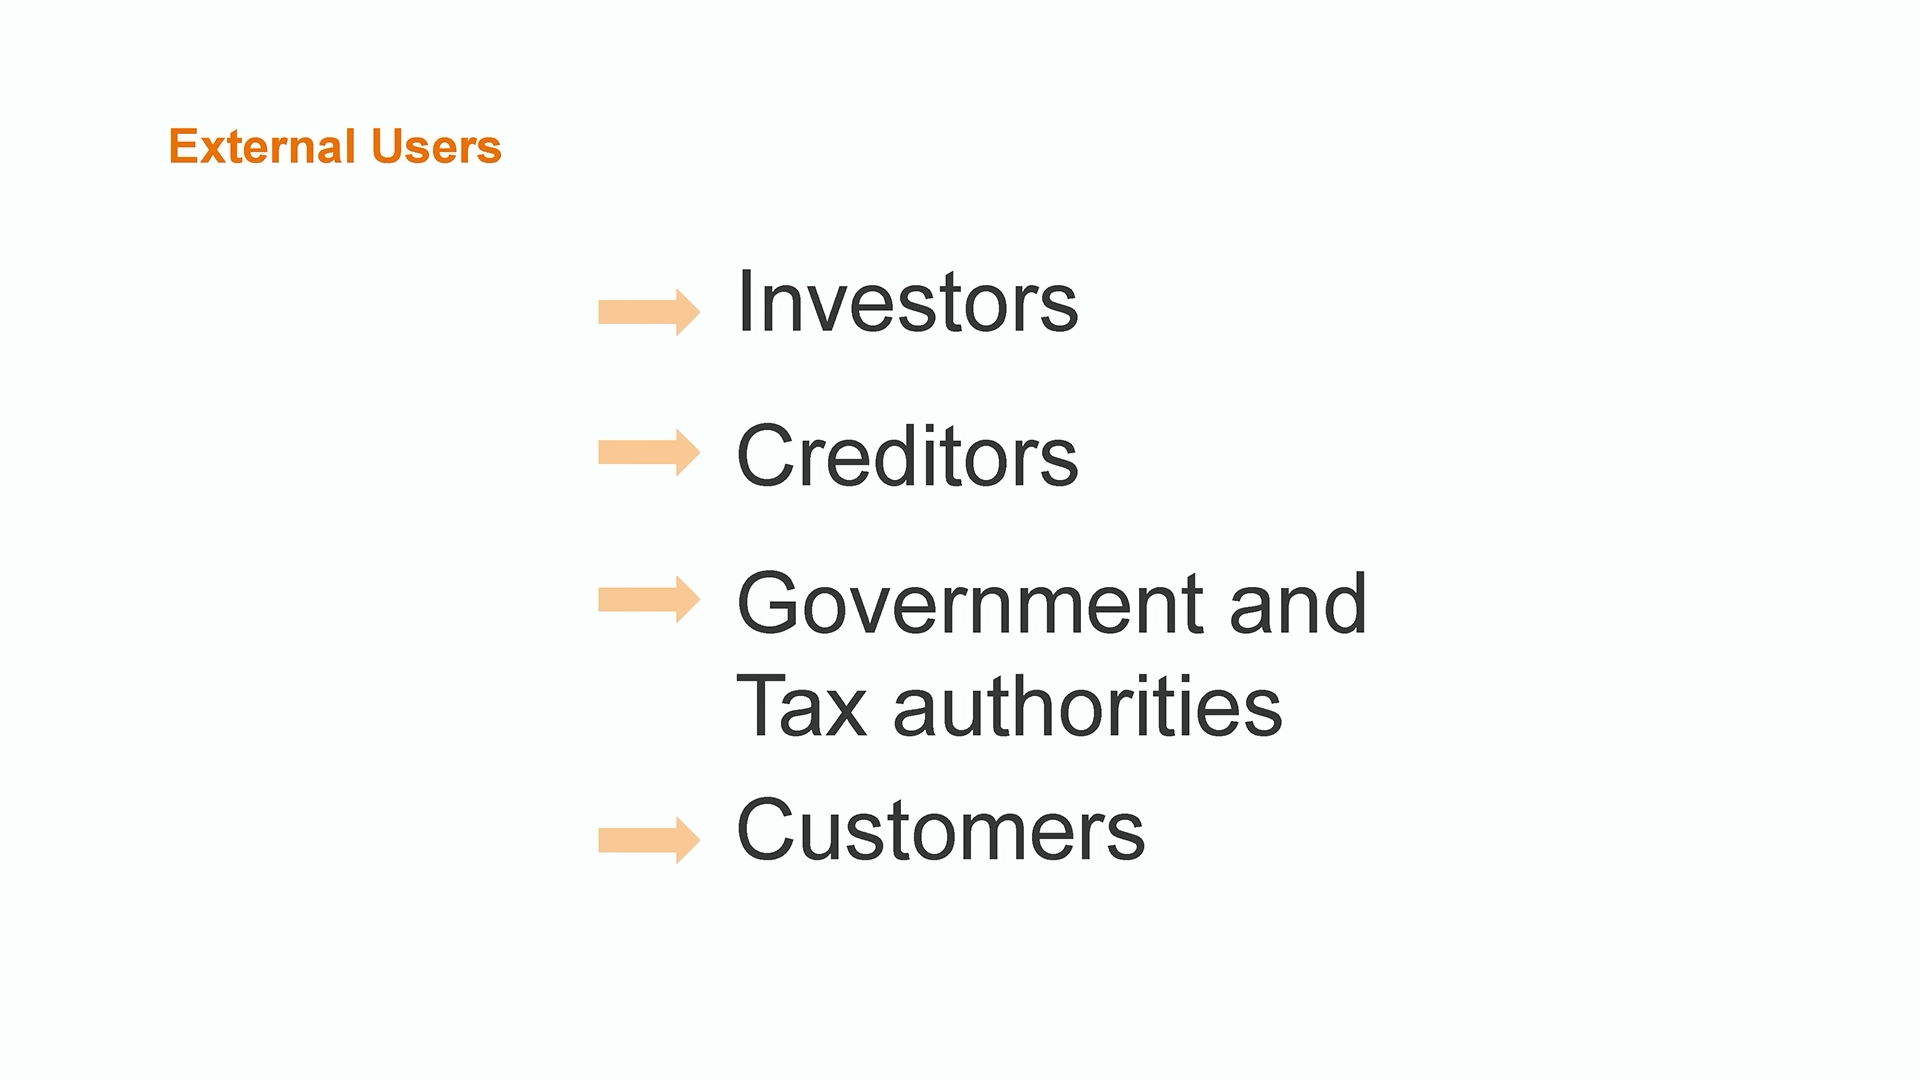 External Users
Investors
Creditors
Government and
Tax authorities
Customers